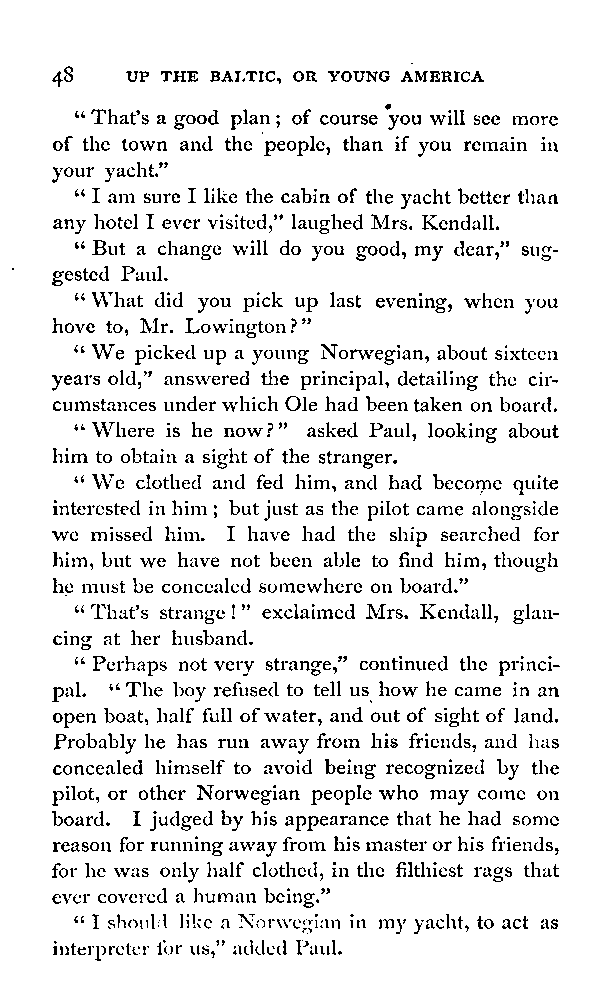 48 UP THE BALTIC, OR YOUNG AMERICA
“That's a good plan; of course you will see more
of the town and the people, than if you remain in
your yacht.”
“I am sure I like the cabin of the yacht better than
any hotel I ever visited,” laughed Mrs. Kendall.
“But a change will do you good, my dear,” sug-
gested Paul.
“What did you pick up last evening, when you
hove to, Mr. Lowington?”
“We picked up a young Norwegian, about sixteen
years old,” answered the principal, detailing the cir-
cumstances under which Ole had been taken on board.
“Where is he now?” asked Paul, looking about
him to obtain a sight of the stranger.
“We clothed and fed him, and had become quite
interested in him; but just as the pilot came alongside
we missed him. I have had the ship searched for
him, but we have not been able to find him, though
he must be concealed somewhere on board.”
“That's strange!” exclaimed Mrs. Kendall, glan-
cing at her husband.
“Perhaps not very strange,” continued the princi-
pal. “The boy refused to tell us how he came in an
open boat, half full of water, and out of sight of land.
Probably he has run away from his friends, and has
concealed himself to avoid being recognized by the
pilot, or other Norwegian people who may come on
board. I judged by his appearance that he had some
reason for running away from his master or his friends,
for he was only half clothed, in the filthiest rags that
ever covered a human being.”
“I should like a Norwegian in my yacht, to act as
interpreter for us,” added Paul.